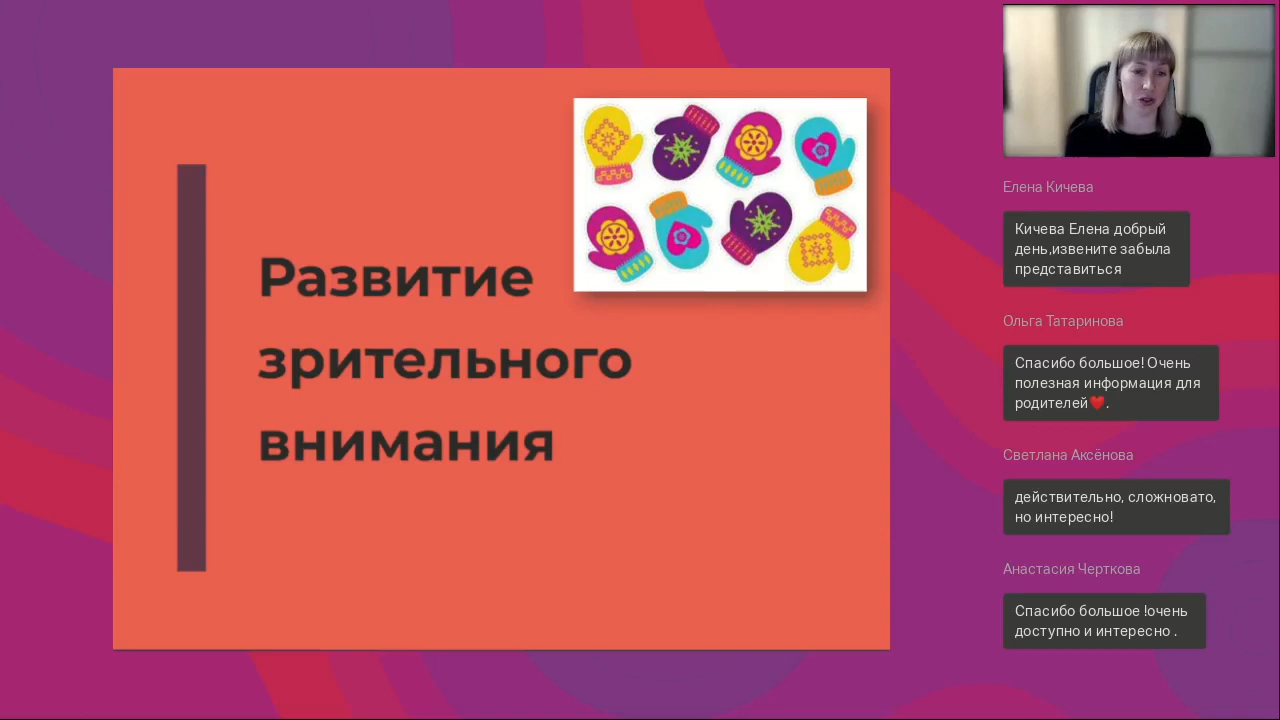 Развитие
зрительного
внимания
Елена Кичева
Кичева Елена добрый
день,извените забыла
представиться
Ольга Татаринова
Спасибо большое! Очень
полезная информация для
родителей❤️.
Светлана Аксёнова
действительно, сложновато,
но интересно!
Анастасия Черткова
Спасибо большое !очень
доступно и интересно .